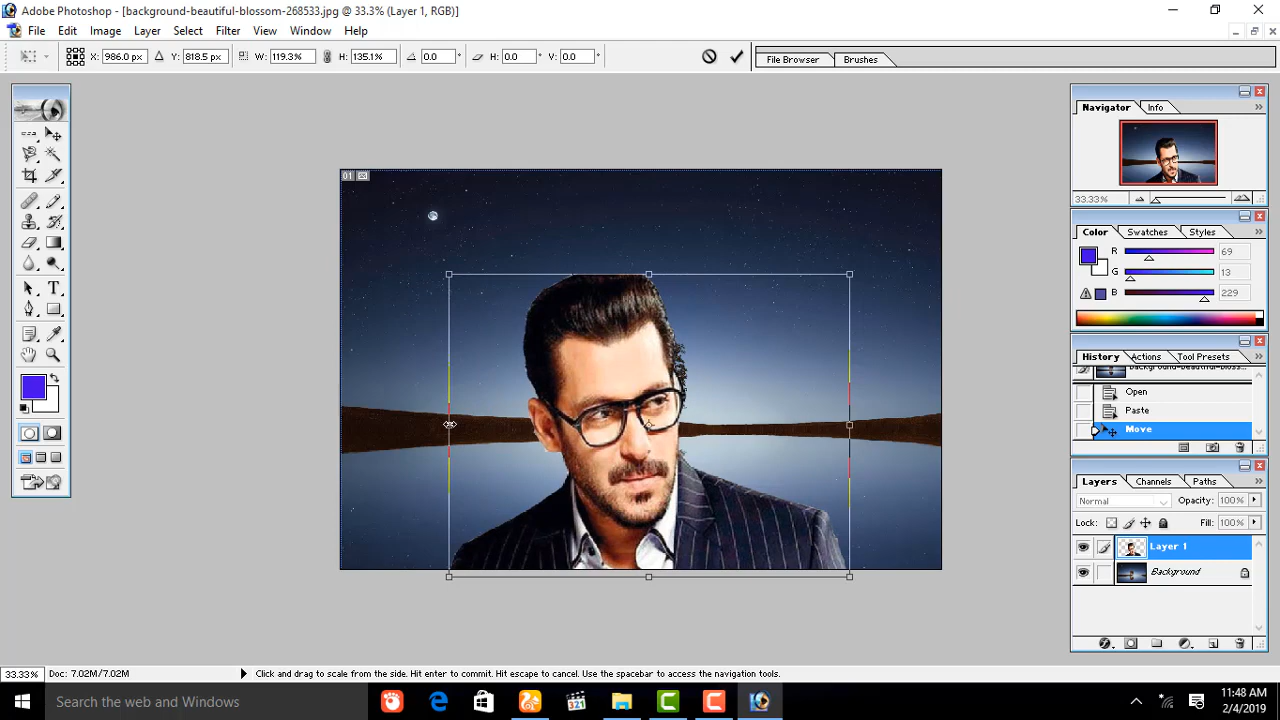 Adobe Photoshop - [background-beautiful-blossom-268533.jpg @ 33.3% (Layer 1, RGB)]
File Edit Image Layer Select Filter View Window Help
X: 986.0 px Y: 818.5 px W: 119.3% H: 135.1% 0.0 ° H: 0.0 ° V: 0.0 ° File Browser Brushes
Navigator Info
33.33%
Color Swatches Styles
R 69
G 13
B 229
History Actions Tool Presets
background-beautiful-bloss...
Open
Paste
Move
Layers Channels Paths
Normal Opacity: 100%
Lock: Fill: 100%
Layer 1
Background
01
33.33% Doc: 7.02M/7.02M Click and drag to scale from the side. Hit enter to commit. Hit escape to cancel. Use the spacebar to access the navigation tools.
Search the web and Windows
321
11:48 AM
2/4/2019